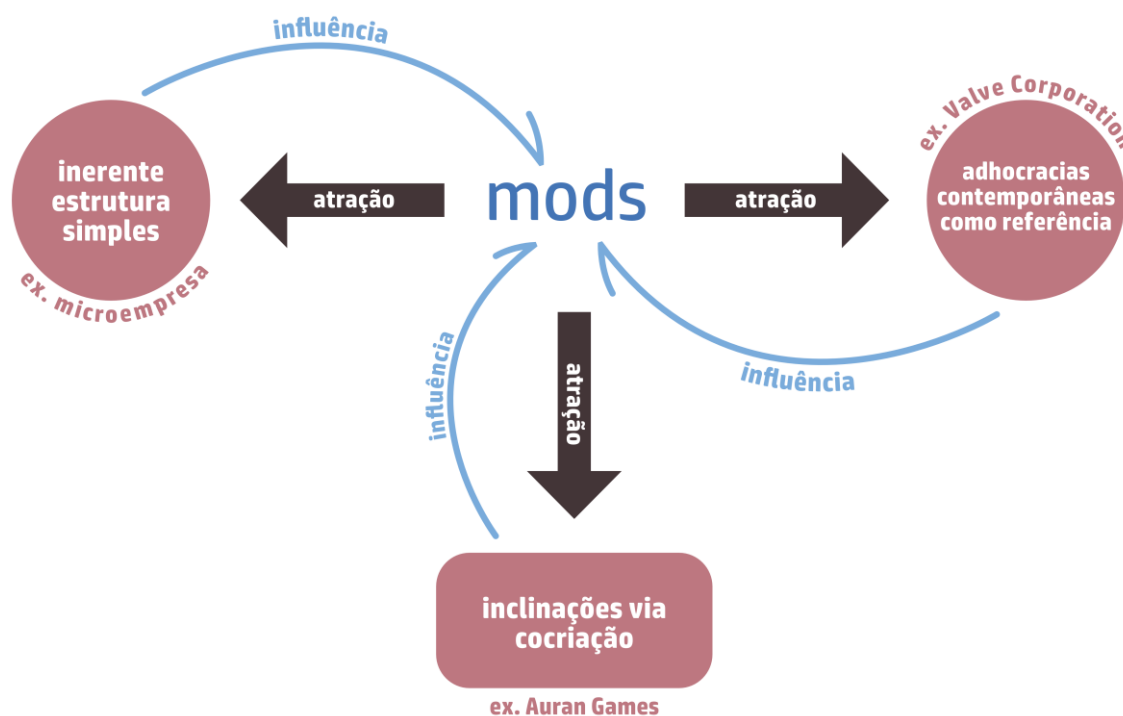 influência
inerente
estrutura
simples
ex. microempresa
atração
mods
atração
ex. Valve Corporation
adhocracias
contemporâneas
como referência
influência
atração
influência
inclinações via
cocriação
ex. Auran Games